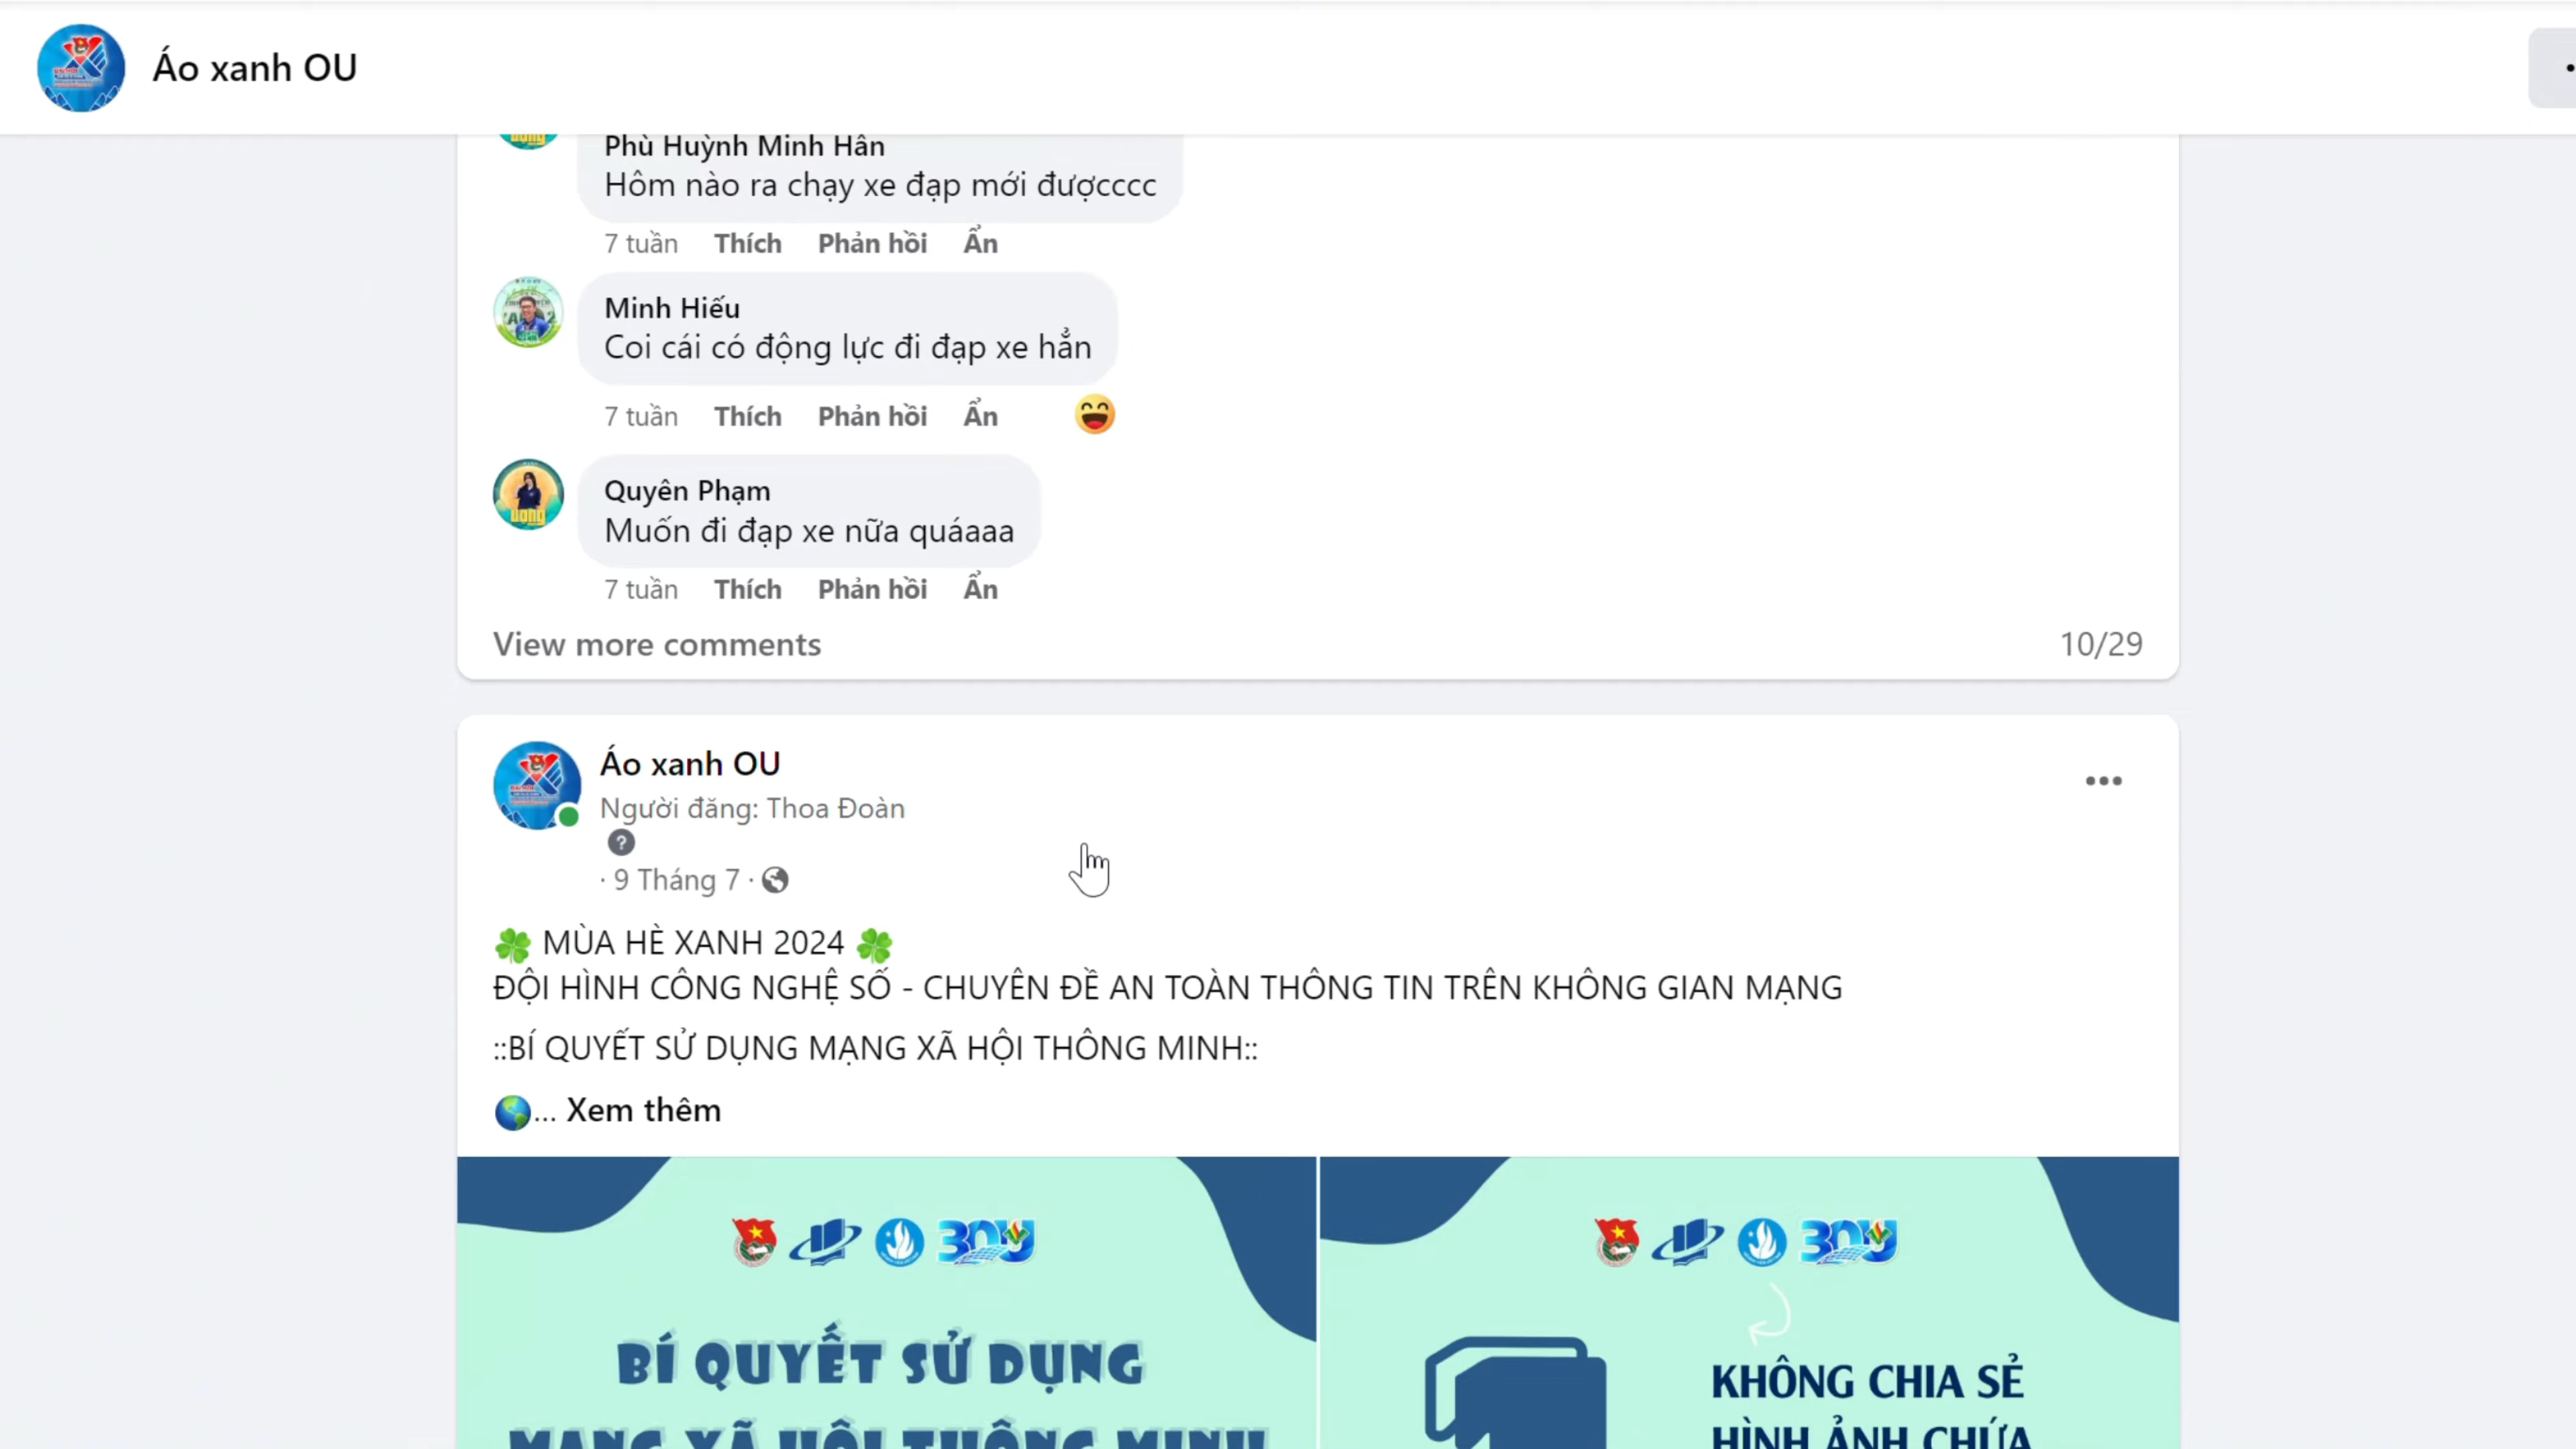 Áo xanh OU
Phù Huỳnh Minh Hân
Hôm nào ra chạy xe đạp mới đượcccc
7 tuần Thích Phản hồi Ẩn
Minh Hiếu
Coi cái có động lực đi đạp xe hẳn
7 tuần Thích Phản hồi Ẩn
Quyên Phạm
Muốn đi đạp xe nữa quáaaa
7 tuần Thích Phản hồi Ẩn
View more comments 10/29
Áo xanh OU
Người đăng: Thoa Đoàn
· 9 Tháng 7 ·
🍀 MÙA HÈ XANH 2024 🍀
ĐỘI HÌNH CÔNG NGHỆ SỐ - CHUYÊN ĐỀ AN TOÀN THÔNG TIN TRÊN KHÔNG GIAN MẠNG
::BÍ QUYẾT SỬ DỤNG MẠNG XÃ HỘI THÔNG MINH::
🌎... Xem thêm
BÍ QUYẾT SỬ DỤNG
MẠNG XÃ HỘI THÔNG MINH
KHÔNG CHIA SẺ
HÌNH ẢNH CHỨA